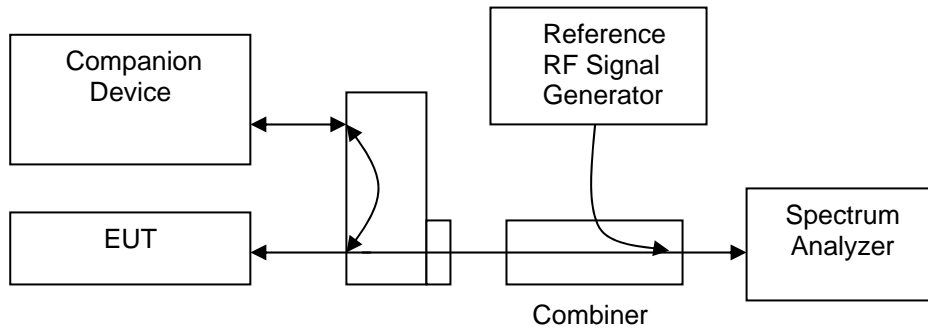 Companion
Device
Reference
RF Signal
Generator
EUT
Spectrum
Analyzer
Combiner